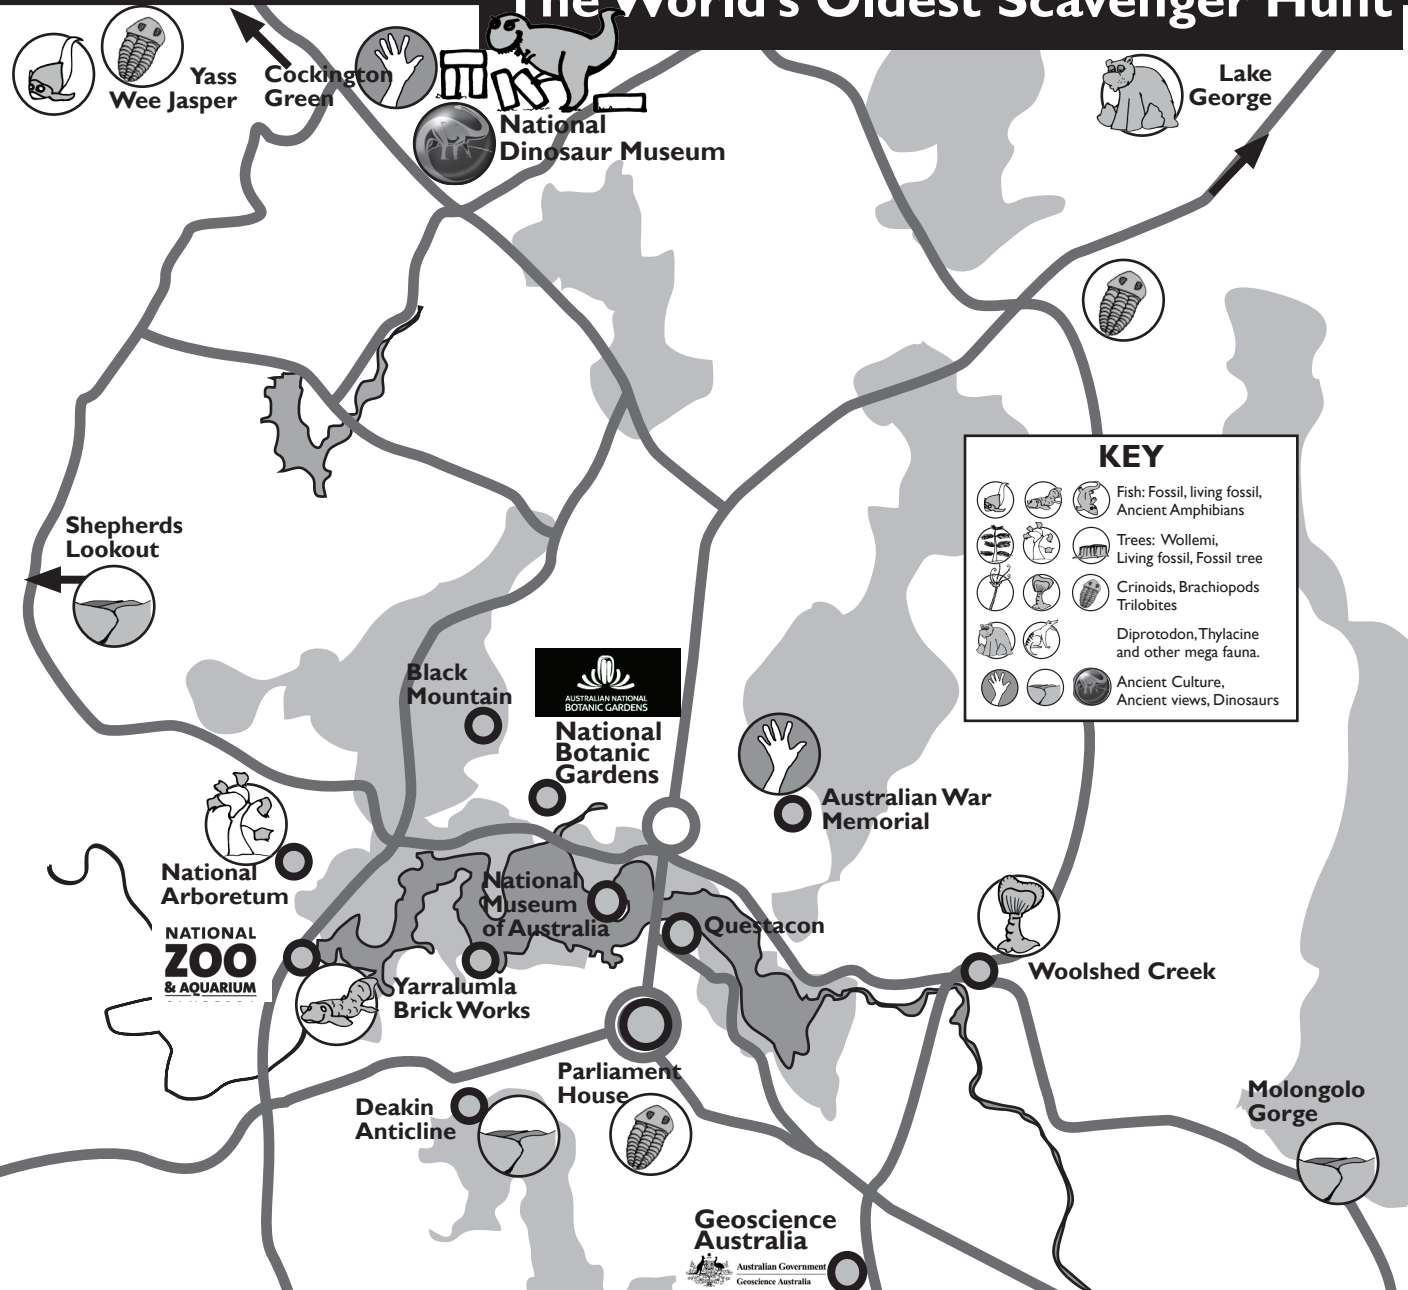 The World's Oldest Scavenger Hunt
Yass
Wee Jasper
Cockington
Green
National
Dinosaur Museum
Lake
George
KEY
Fish: Fossil, living fossil,
Ancient Amphibians
Trees: Wollemi,
Living fossil, Fossil tree
Crinoids, Brachiopods
Trilobites
Diprotodon, Thylacine
and other mega fauna.
Ancient Culture,
Ancient views, Dinosaurs
Shepherds
Lookout
Black
Mountain
AUSTRALIAN NATIONAL
BOTANIC GARDENS
National
Botanic
Gardens
Australian War
Memorial
National
Arboretum
NATIONAL
ZOO
& AQUARIUM
National
Museum
of Australia
Questacon
Yarralumla
Brick Works
Woolshed Creek
Parliament
House
Deakin
Anticline
Molongolo
Gorge
Geoscience
Australia
Australian Government
Geoscience Australia